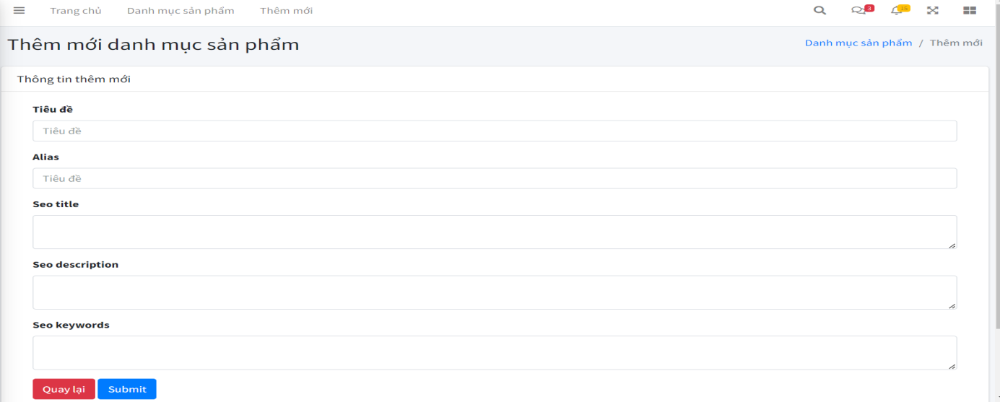 Trang chủ Danh mục sản phẩm Thêm mới 3 15
Thêm mới danh mục sản phẩm Danh mục sản phẩm / Thêm mới
Thông tin thêm mới
Tiêu đề
Tiêu đề
Alias
Tiêu đề
Seo title
Seo description
Seo keywords
Quay lại Submit